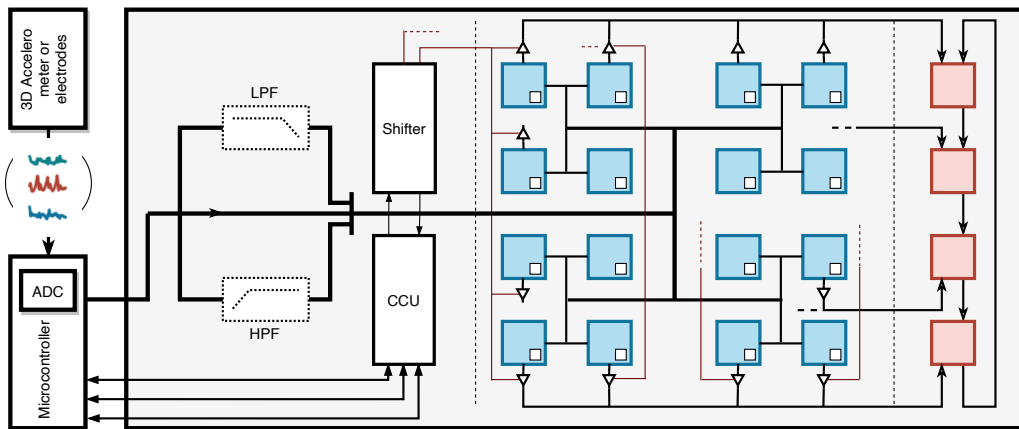 3D Accelero
meter or
electrodes
ADC
Microcontroller
LPF
HPF
Shifter
CCU